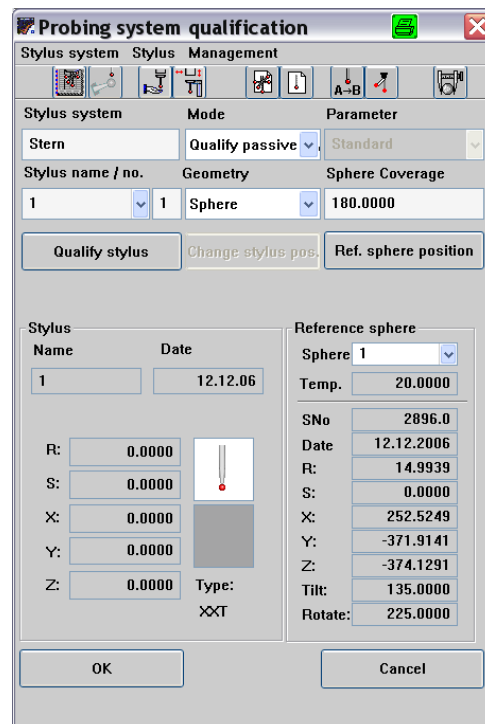 Probing system qualification
Stylus system Stylus Management
A→B
Stylus system Mode Parameter
Stern Qualify passive Standard
Stylus name / no. Geometry Sphere Coverage
1 1 Sphere 180.0000
Qualify stylus Change stylus pos. Ref. sphere position
Stylus
Name Date
1 12.12.06
R: 0.0000
S: 0.0000
X: 0.0000
Y: 0.0000
Z: 0.0000
Type:
XXT
Reference sphere
Sphere 1
Temp. 20.0000
SNo 2896.0
Date 12.12.2006
R: 14.9939
S: 0.0000
X: 252.5249
Y: -371.9141
Z: -374.1291
Tilt: 135.0000
Rotate: 225.0000
OK Cancel